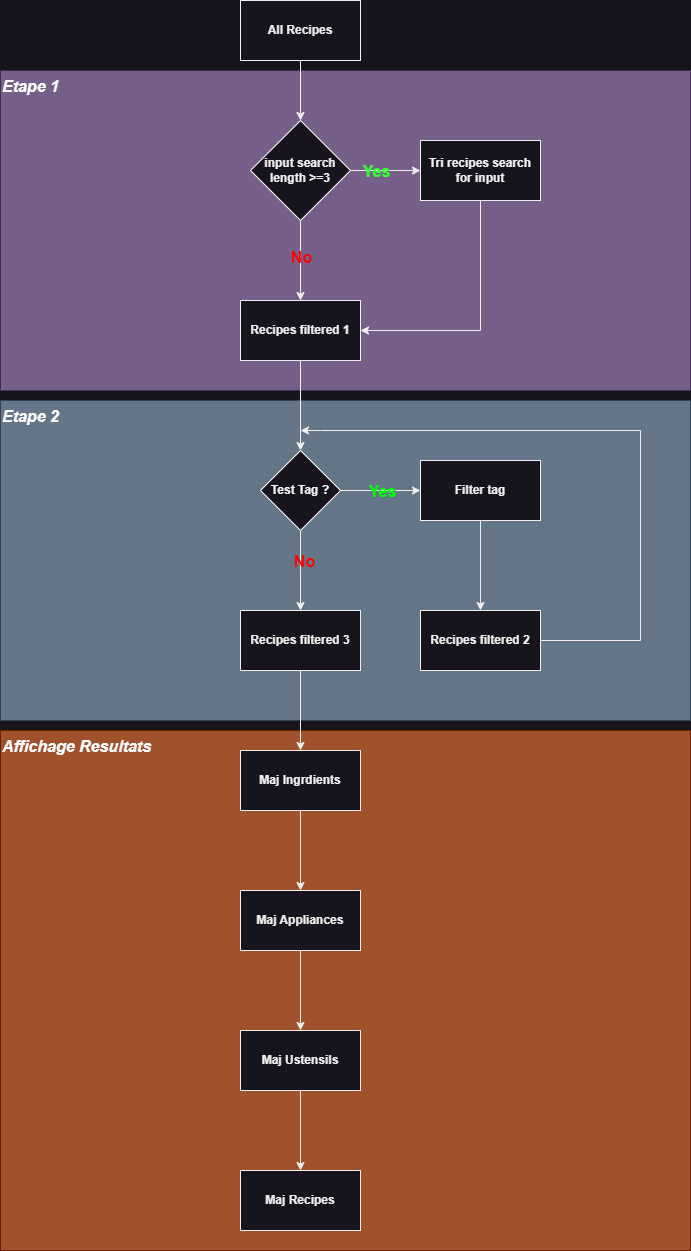 All Recipes
Etape 1
input search
length >=3
Yes
Tri recipes search
for input
No
Recipes filtered 1
Etape 2
Test Tag ?
Yes
Filter tag
No
Recipes filtered 3
Recipes filtered 2
Affichage Resultats
Maj Ingrdients
Maj Appliances
Maj Ustensils
Maj Recipes